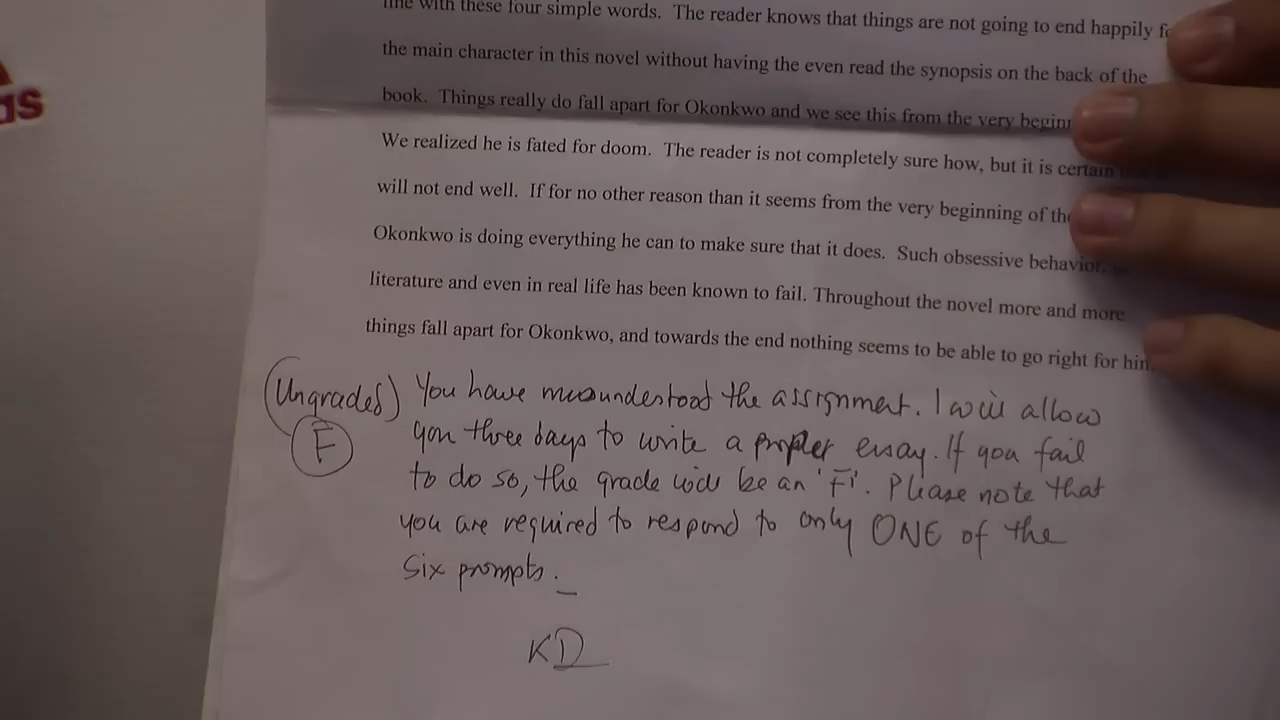 as
line with these four simple words. The reader knows that things are not going to end happily
the main character in this novel without having the even read the synopsis on the back of the
book. Things really do fall apart for Okonkwo and we see this from the very
We realized he is fated for doom. The reader is not completely sure how, but it is certain
will not end well. If for no other reason than it seems from the very beginning of
Okonkwo is doing everything he can to make sure that it does. Such obsessive behavior
literature and even in real life has been known to fail. Throughout the novel more and more
things fall apart for Okonkwo, and towards the end nothing seems to be able to go right for him.
(Ungraded) You have misunderstood the assignment. I will allow
F you three days to write a proper essay. If you fail
to do so, the grade will be an 'F'. Please note that
you are required to respond to only ONE of the
six prompts.
KD